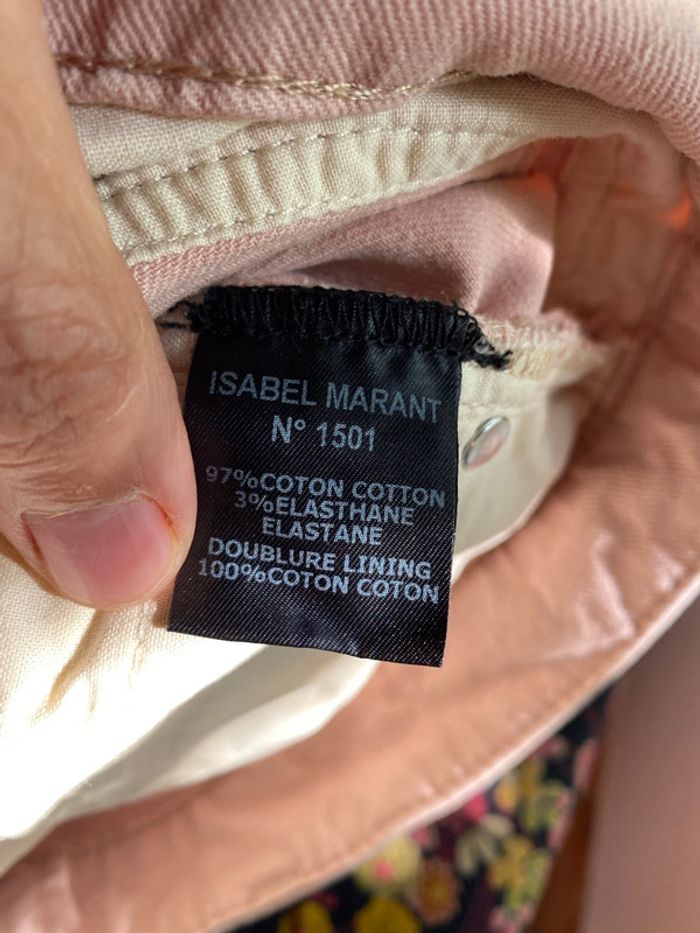 ISABEL MARANT
N° 1501
97%COTON COTTON
3%ELASTHANE
ELASTANE
DOUBLURE LINING
100%COTON COTON